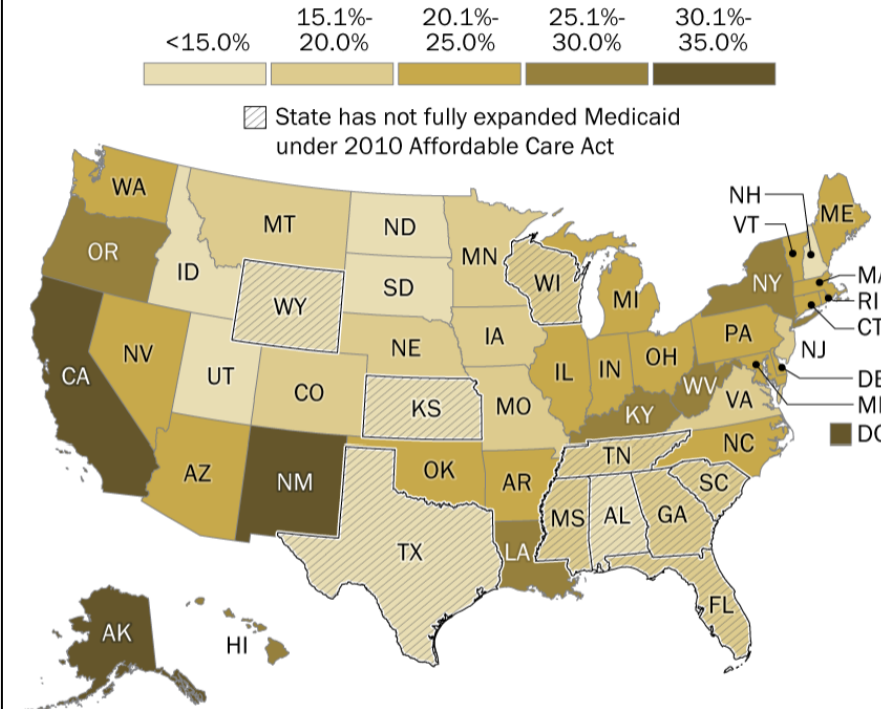 <15.0%
15.1%-
20.0%
20.1%-
25.0%
25.1%-
30.0%
30.1%-
35.0%
State has not fully expanded Medicaid
under 2010 Affordable Care Act
WA
MT
ND
MN
OR
ID
SD
WI
MI
NH
VT
ME
NY
MA
RI
CT
WY
NV
NE
IA
PA
NJ
CA
UT
CO
IL
IN
OH
DE
WV
VA
KS
MO
KY
DC
AZ
NM
OK
AR
TN
NC
SC
TX
LA
MS
AL
GA
FL
AK
HI